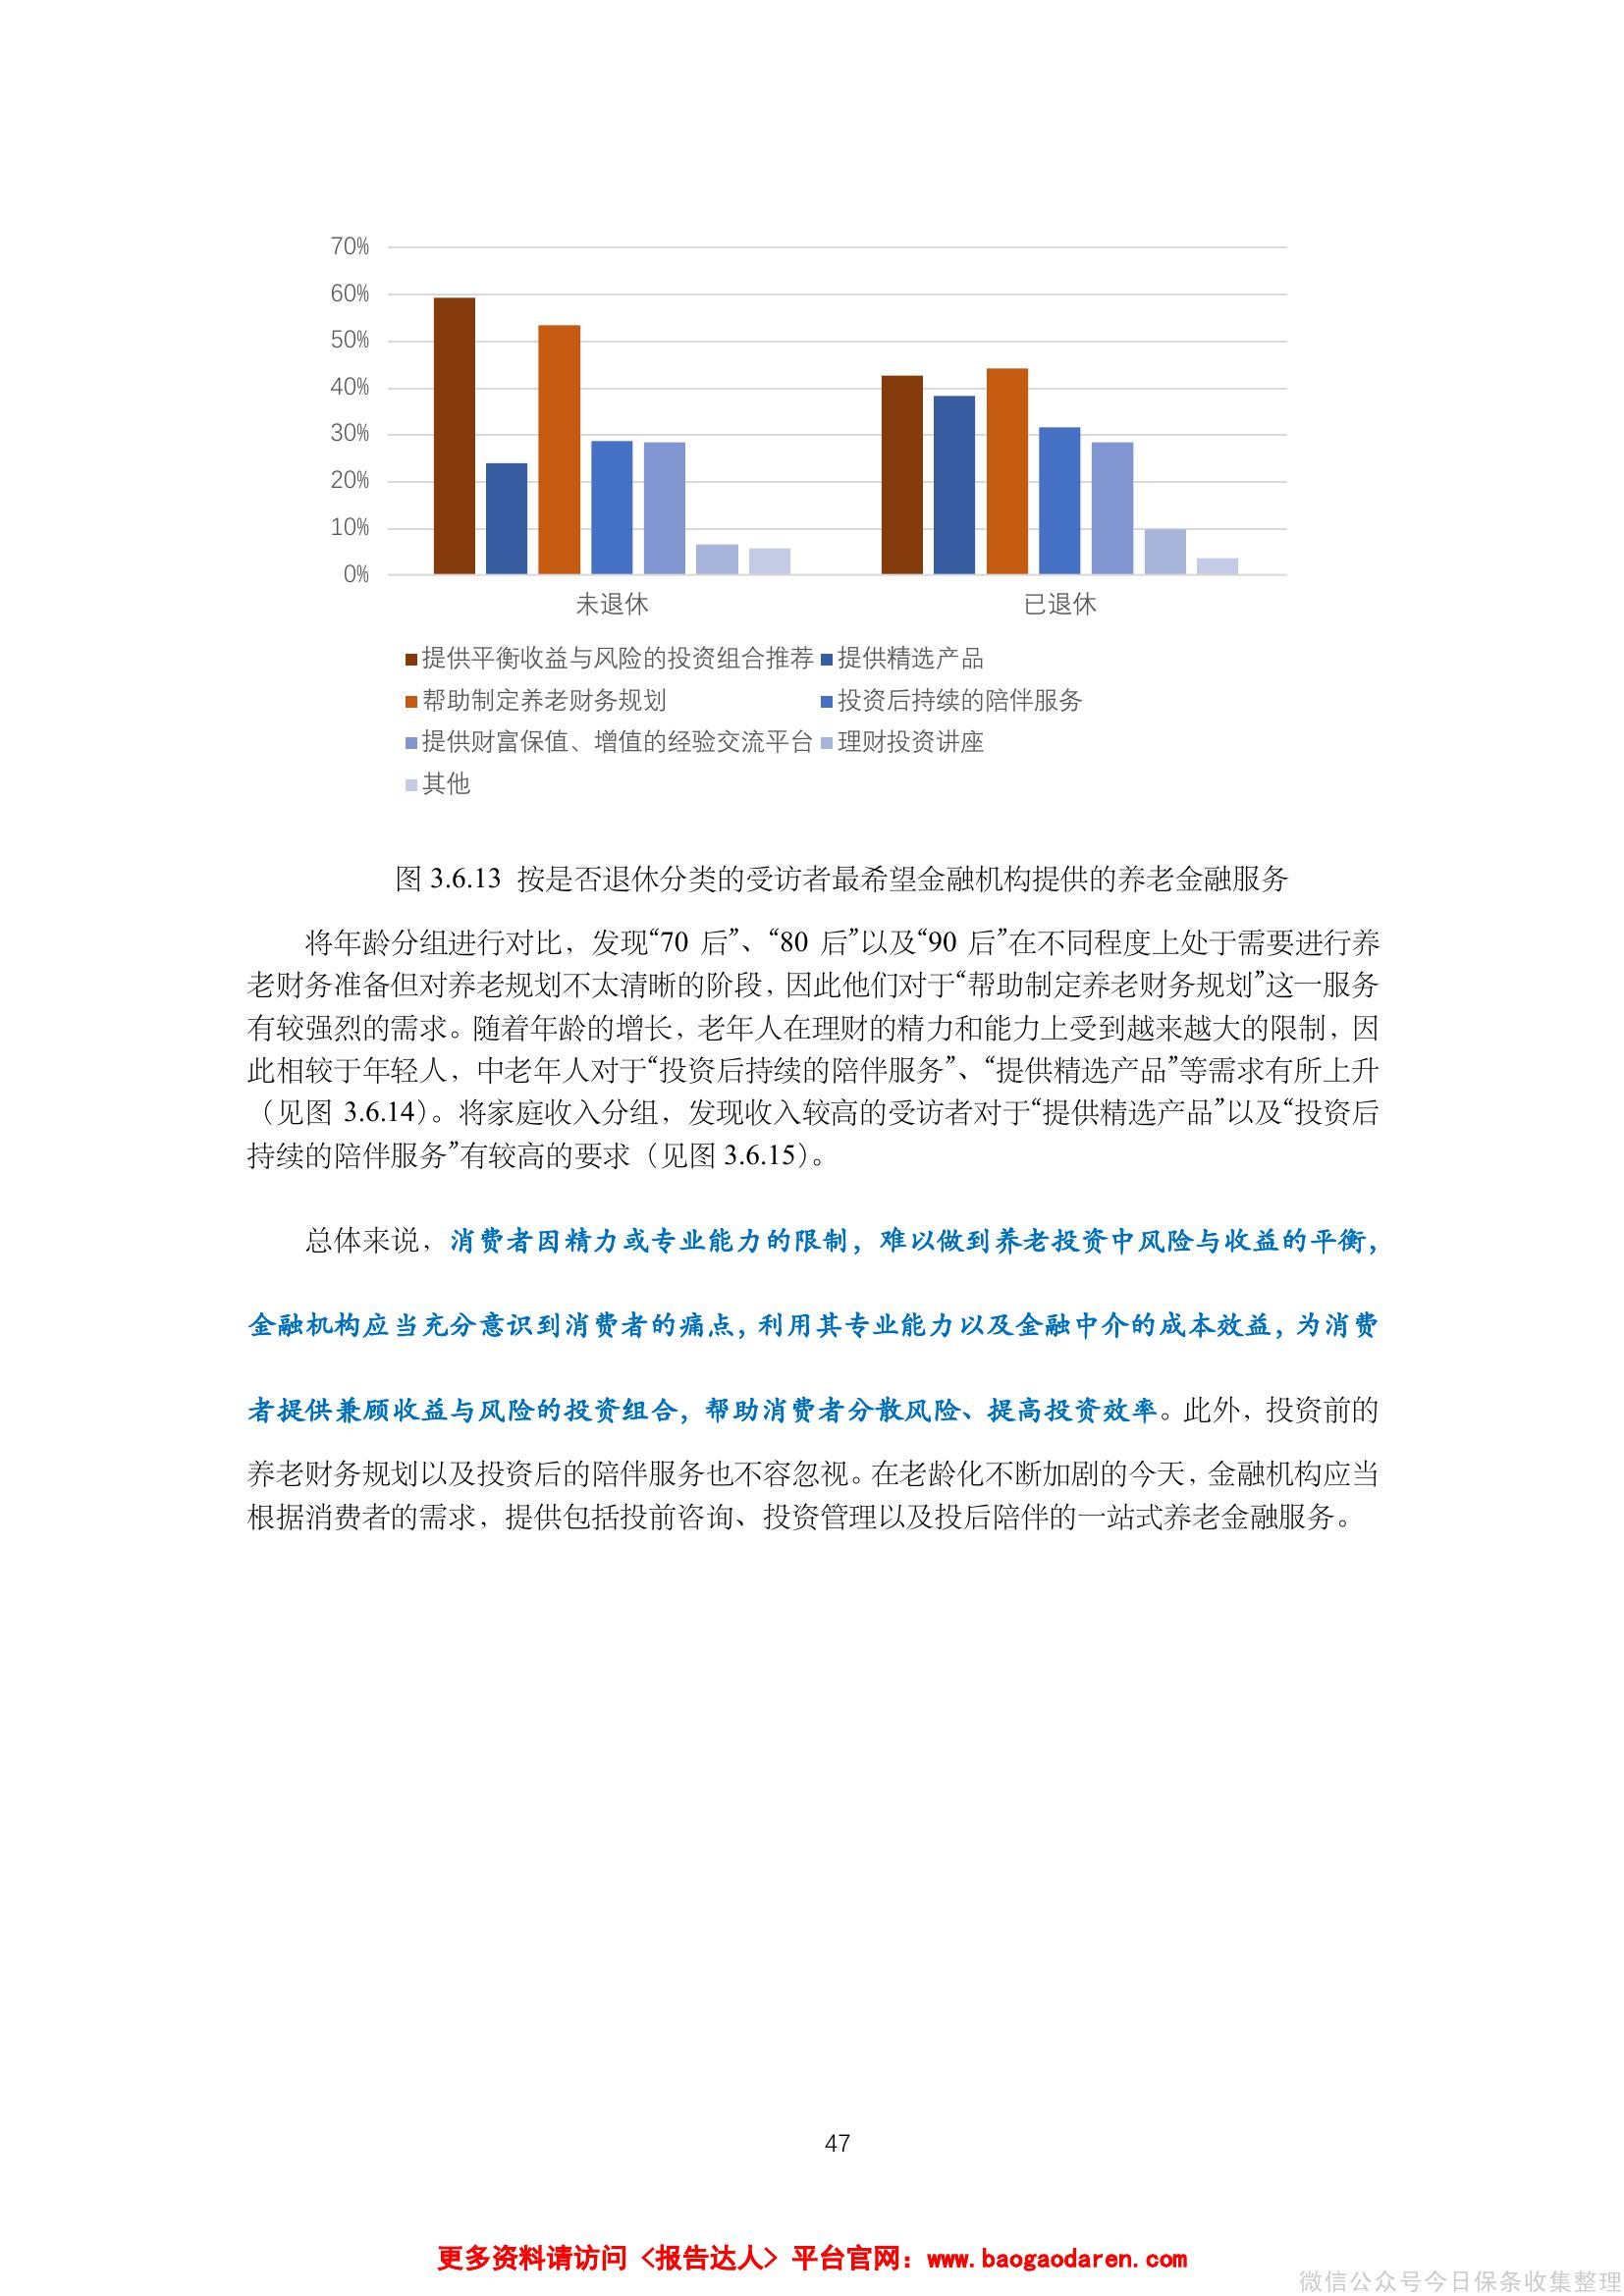 70%
60%
50%
40%
30%
20%
10%
0%
未退休 已退休
提供平衡收益与风险的投资组合推荐 提供精选产品
帮助制定养老财务规划 投资后持续的陪伴服务
提供财富保值、增值的经验交流平台 理财投资讲座
其他
图 3.6.13 按是否退休分类的受访者最希望金融机构提供的养老金融服务
将年龄分组进行对比，发现“70 后”、“80 后”以及“90 后”在不同程度上处于需要进行养
老财务准备但对养老规划不太清晰的阶段，因此他们对于“帮助制定养老财务规划”这一服务
有较强烈的需求。随着年龄的增长，老年人在理财的精力和能力上受到越来越大的限制，因
此相较于年轻人，中老年人对于“投资后持续的陪伴服务”、“提供精选产品”等需求有所上升
（见图 3.6.14）。将家庭收入分组，发现收入较高的受访者对于“提供精选产品”以及“投资后
持续的陪伴服务”有较高的要求（见图 3.6.15）。
总体来说，消费者因精力或专业能力的限制，难以做到养老投资中风险与收益的平衡，
金融机构应当充分意识到消费者的痛点，利用其专业能力以及金融中介的成本效益，为消费
者提供兼顾收益与风险的投资组合，帮助消费者分散风险、提高投资效率。此外，投资前的
养老财务规划以及投资后的陪伴服务也不容忽视。在老龄化不断加剧的今天，金融机构应当
根据消费者的需求，提供包括投前咨询、投资管理以及投后陪伴的一站式养老金融服务。
47
更多资料请访问《报告达人》平台官网：www.baogaodaren.com
微信公众号今日保条收集整理